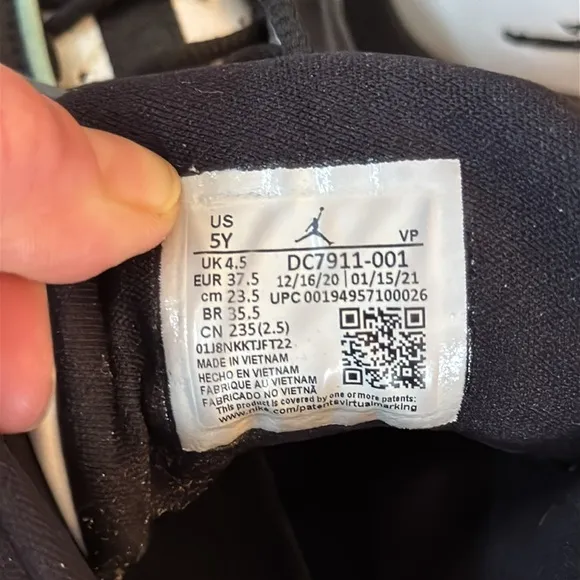 US
5Y VP
UK 4.5 DC7911-001
EUR 37.5 12/16/20 01/15/21
cm 23.5 UPC 00194957100026
BR 35.5
CN 235(2.5)
01J8NKKTJFT22
MADE IN VIETNAM
HECHO EN VIETNAM
FABRIQUE AU VIETNAM
FABRICADO NO VIETNÃ
This product is covered by one or more patents:
www.nike.com/patentsvirtualmarking